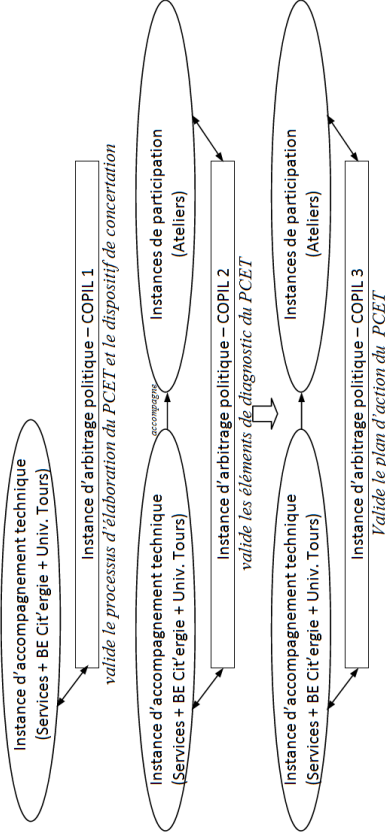 Instance d'accompagnement technique
(Services + BE Cit'ergie + Univ. Tours)
Instance d'arbitrage politique – COPIL 1
valide le processus d'élaboration du PCET et le dispositif de concertation
Instance d'accompagnement technique
(Services + BE Cit'ergie + Univ. Tours)
accompagne
Instances de participation
(Ateliers)
Instance d'arbitrage politique – COPIL 2
valide les éléments de diagnostic du PCET
Instance d'accompagnement technique
(Services + BE Cit'ergie + Univ. Tours)
Instances de participation
(Ateliers)
Instance d'arbitrage politique – COPIL 3
Valide le plan d'action du PCET